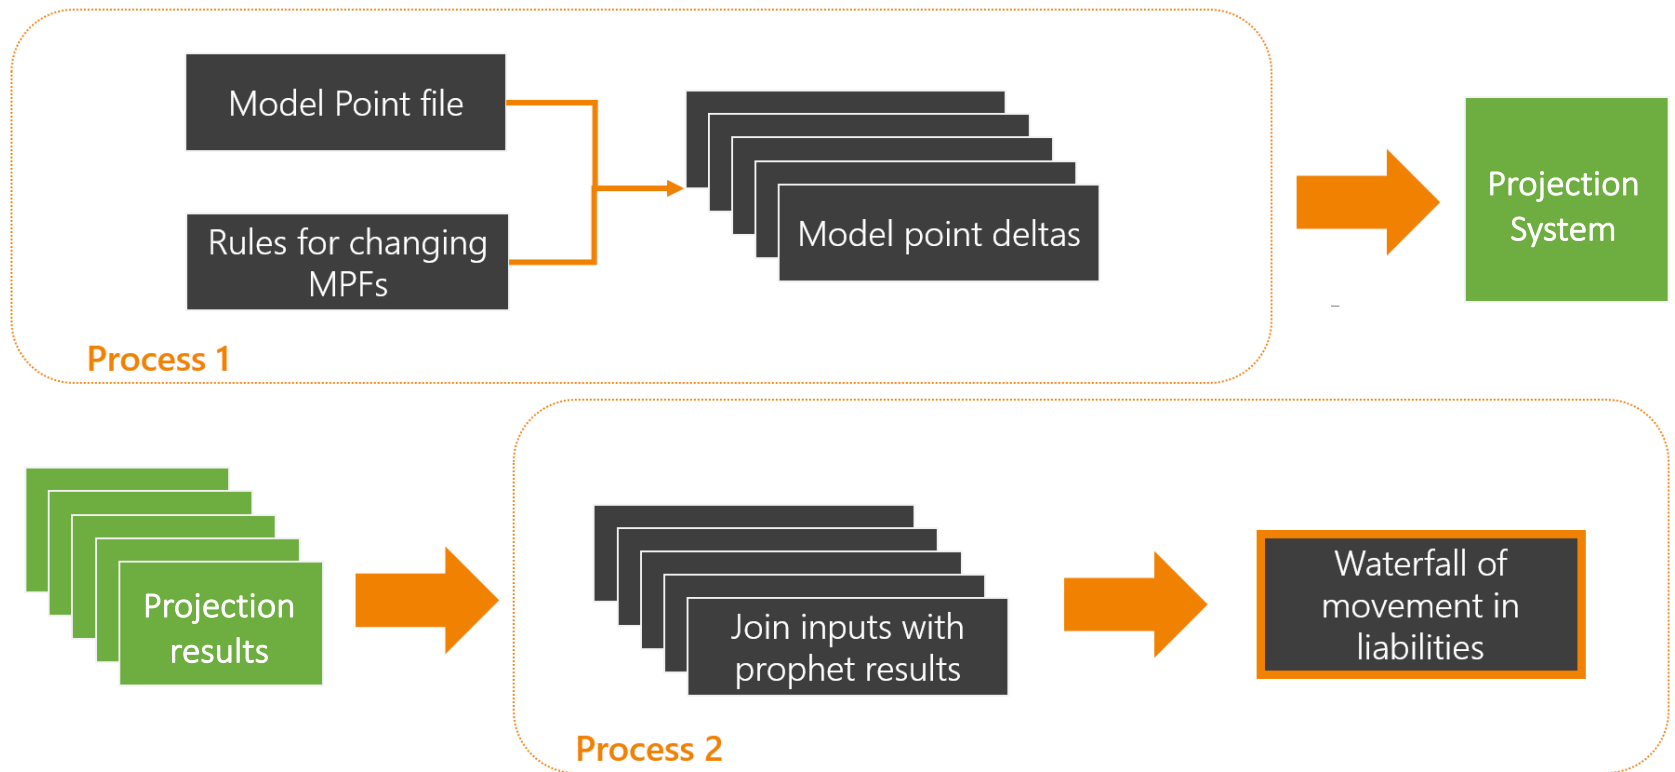 Model Point file
Rules for changing
MPFs
Model point deltas
Projection
System
Process 1
Projection
results
Join inputs with
prophet results
Waterfall of
movement in
liabilities
Process 2